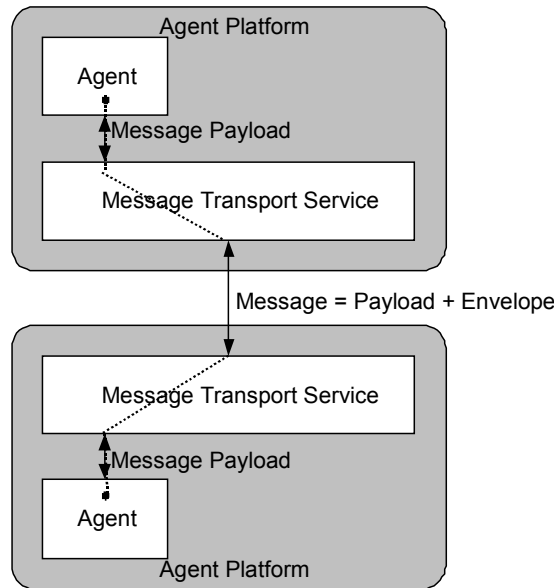 Agent Platform
Agent
Message Payload
Message Transport Service
Message = Payload + Envelope
Message Transport Service
Message Payload
Agent
Agent Platform